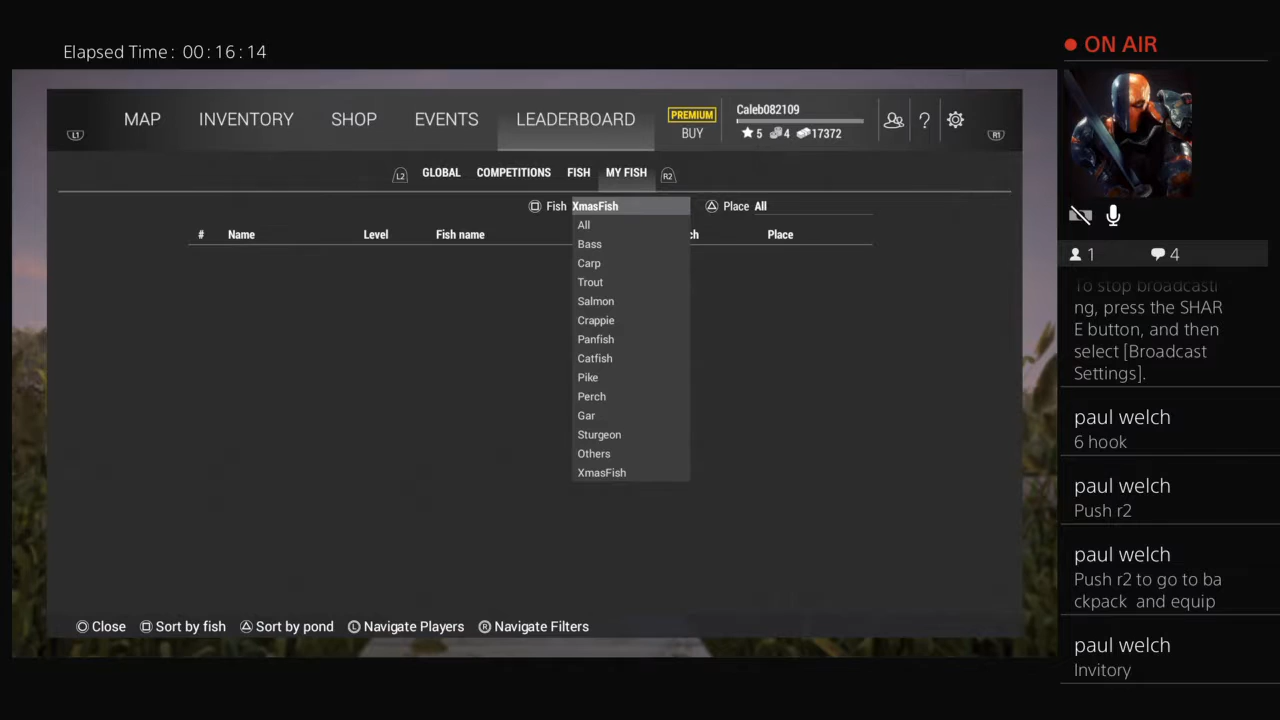 Elapsed Time: 00:16:14
ON AIR
L1
MAP
INVENTORY
SHOP
EVENTS
LEADERBOARD
PREMIUM
BUY
Caleb082109
5
4
17372
?
R1
L2
GLOBAL
COMPETITIONS
FISH
MY FISH
R2
Fish XmasFish
Place All
# Name Level Fish name ch Place
All
Bass
Carp
Trout
Salmon
Crappie
Panfish
Catfish
Pike
Perch
Gar
Sturgeon
Others
XmasFish
Close
Sort by fish
Sort by pond
L Navigate Players
R Navigate Filters
1
4
To stop broadcasti
ng, press the SHAR
E button, and then
select [Broadcast
Settings].
paul welch
6 hook
paul welch
Push r2
paul welch
Push r2 to go to ba
ckpack and equip
paul welch
Invitory